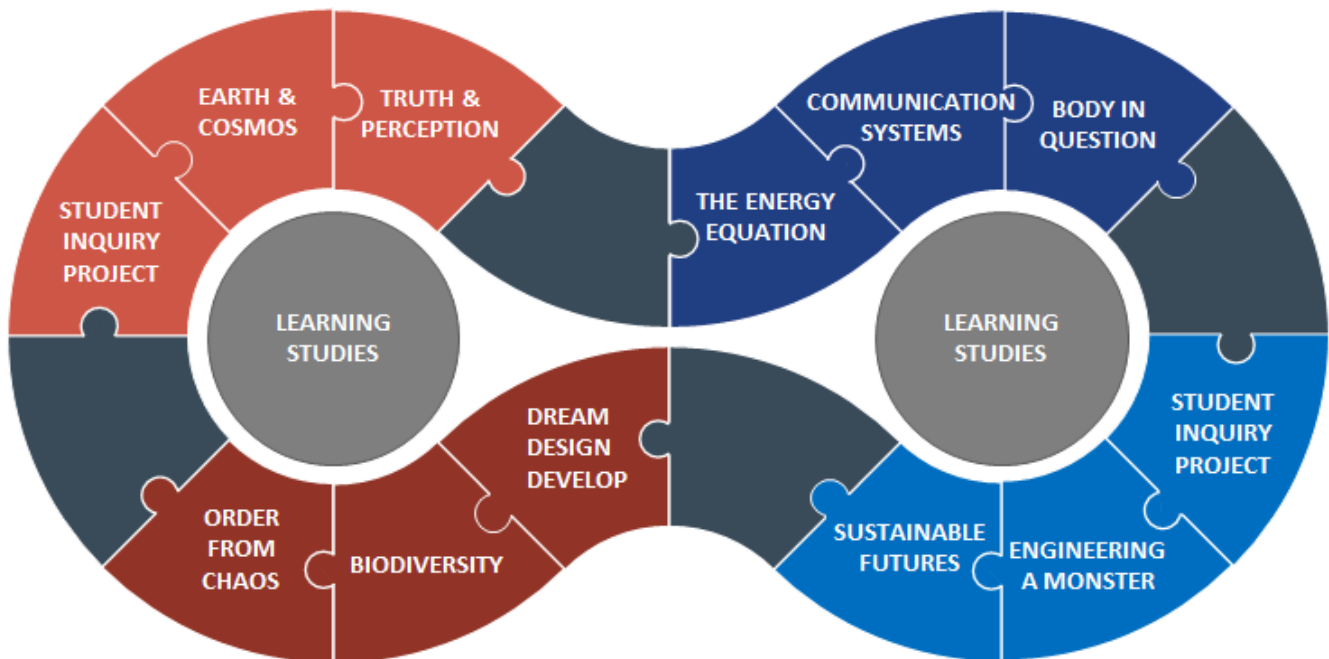 EARTH &
COSMOS
TRUTH &
PERCEPTION
COMMUNICATION
SYSTEMS
BODY IN
QUESTION
STUDENT
INQUIRY
PROJECT
THE ENERGY
EQUATION
LEARNING
STUDIES
LEARNING
STUDIES
STUDENT
INQUIRY
PROJECT
DREAM
DESIGN
DEVELOP
ORDER
FROM
CHAOS
BIODIVERSITY
SUSTAINABLE
FUTURES
ENGINEERING
A MONSTER